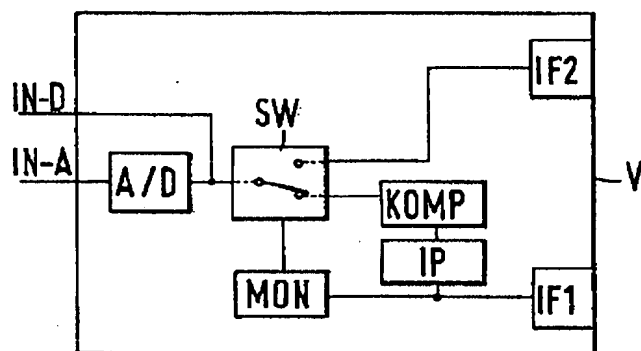 IN-D
IN-A
A/D
SW
IF2
V
KOMP
IP
MON
IF1